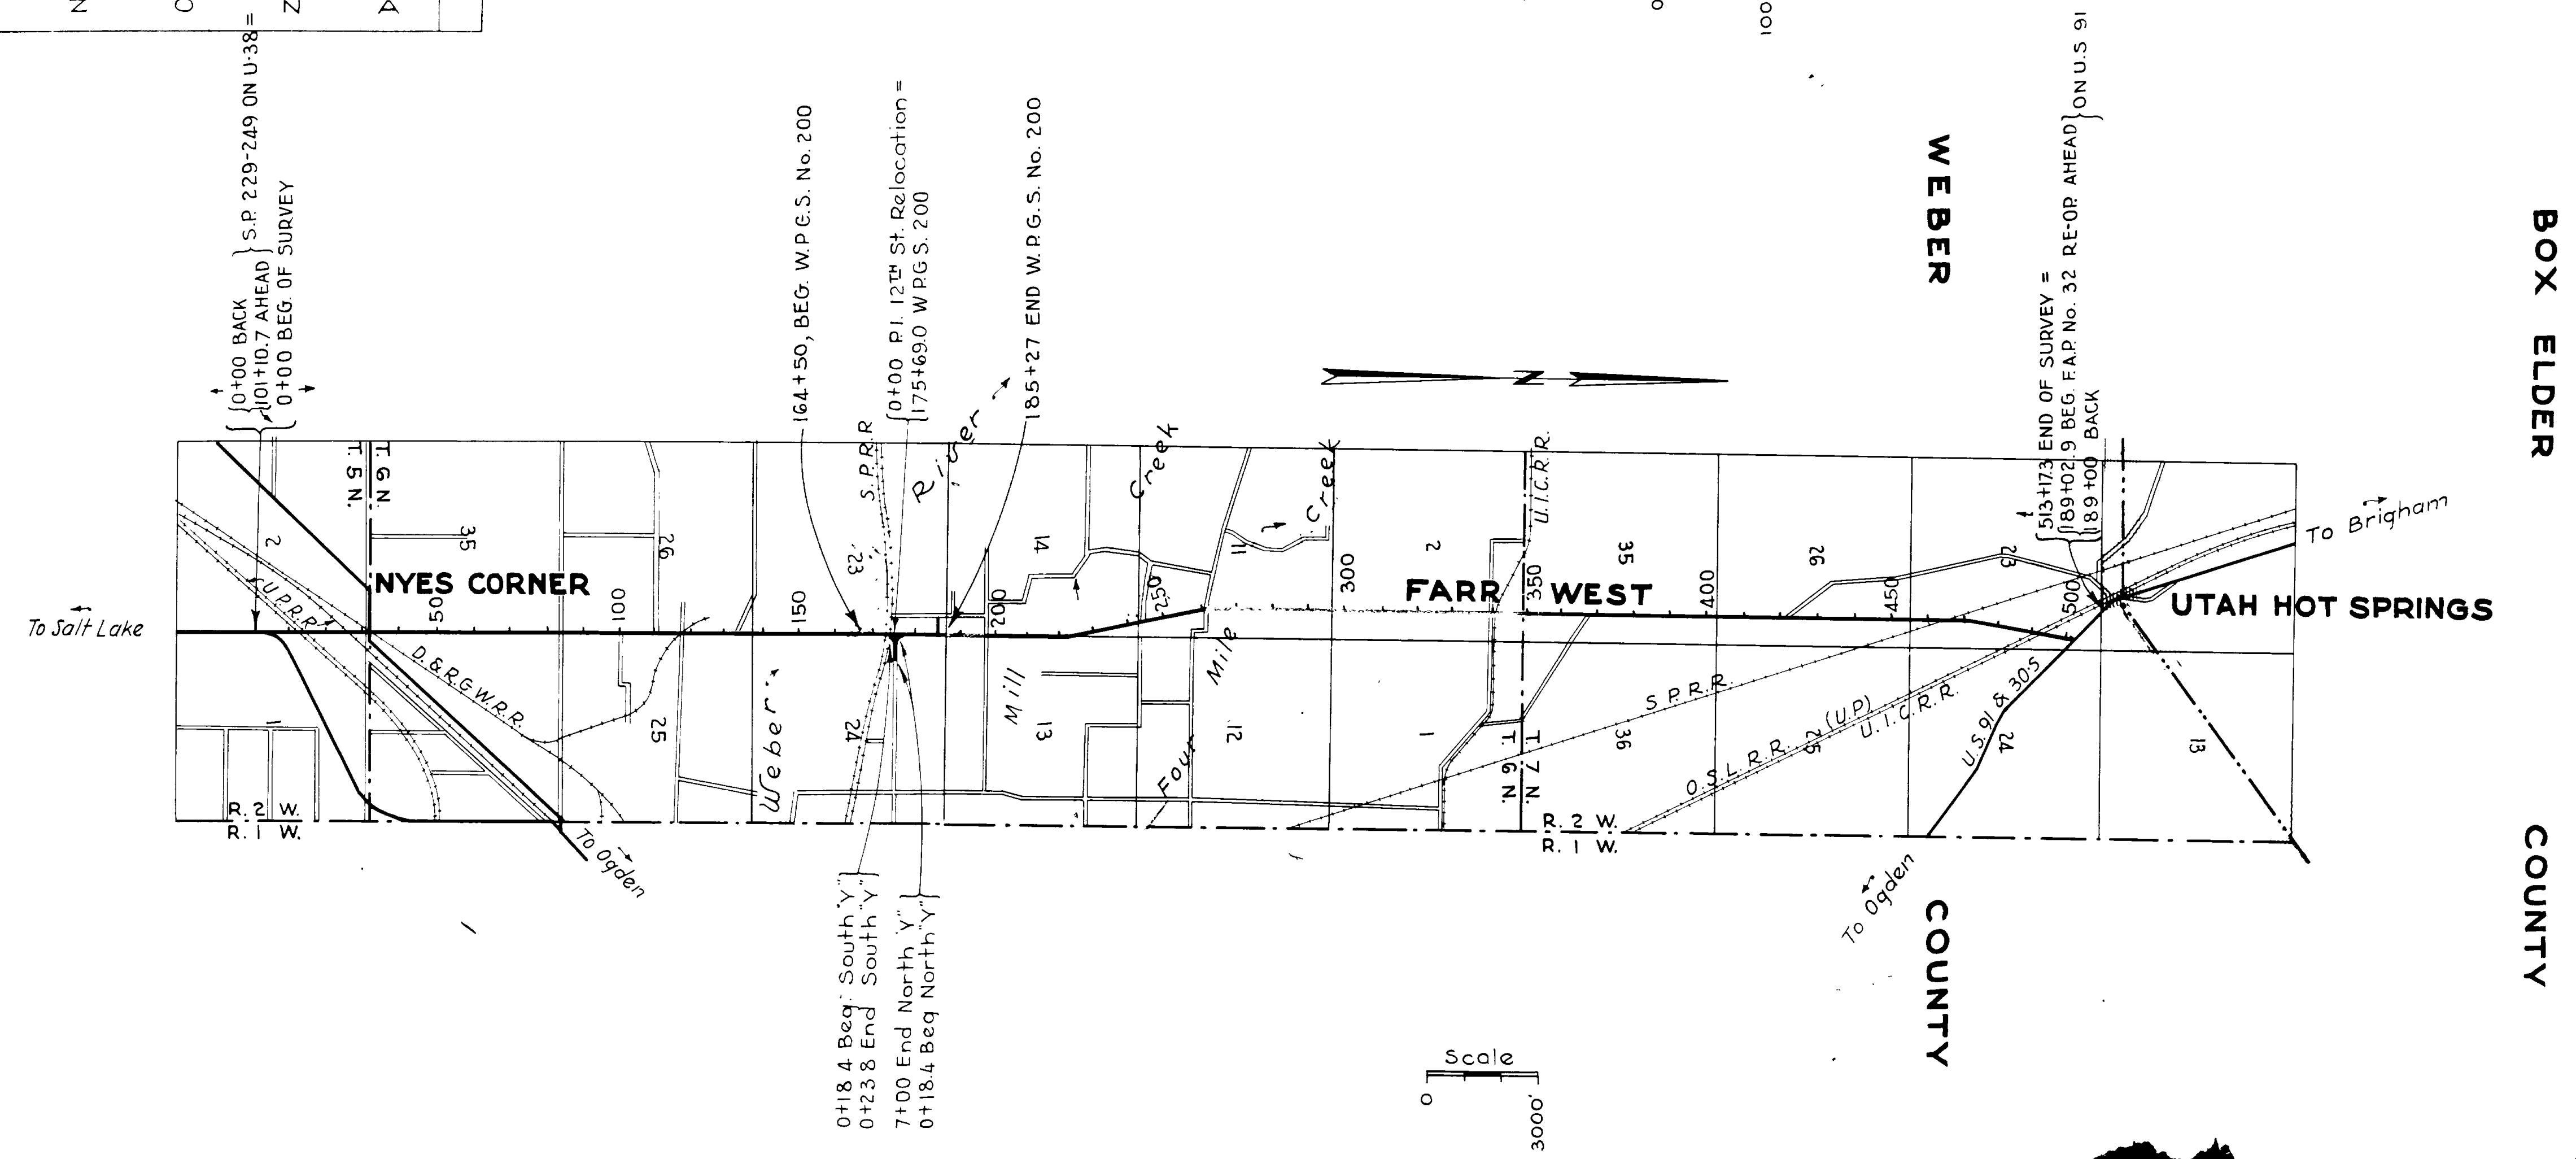 N
O
N
A
0+00 BACK
101+10.7 AHEAD } S.P. 229-249 ON U-38 =
0+00 BEG. OF SURVEY
164+50, BEG. W.P.G.S. No. 200
0+00 P.I. 12TH St. Relocation =
175+69.0 W.P.G.S. 200
185+27 END W.P.G.S. No. 200
0
100
WEBER
COUNTY
BOX ELDER
COUNTY
513+17.3 END OF SURVEY =
189+02.9 BEG. F.A.P. No. 32 RE-OP. AHEAD
189+00 BACK
} ON U.S 91
N
T. 5 N.
T. 6 N.
S.P.R.R.
River
Creek
Creek
U.I.C.R.R.
To Brigham
2
35
26
23
14
11
2
35
26
23
NYES CORNER
50
100
150
200
250
300
350
400
450
500
FARR WEST
UTAH HOT SPRINGS
To Salt Lake
U.P.R.R.
D. & R.G.W.R.R.
Weber
Mill
Four
Mile
S.P.R.R.
O.S.L.R.R. (U.P.)
U.I.C.R.R.
U.S. 91 & 30-S
1
25
24
13
12
1
36
25
24
13
T. 6 N.
T. 7 N.
R. 2 W.
R. 1 W.
R. 2 W.
R. 1 W.
To Ogden
To Ogden
0+18.4 Beg. South "Y"
0+23.8 End South "Y"
7+00 End North "Y"
0+18.4 Beg North "Y"
Scale
0
3000'